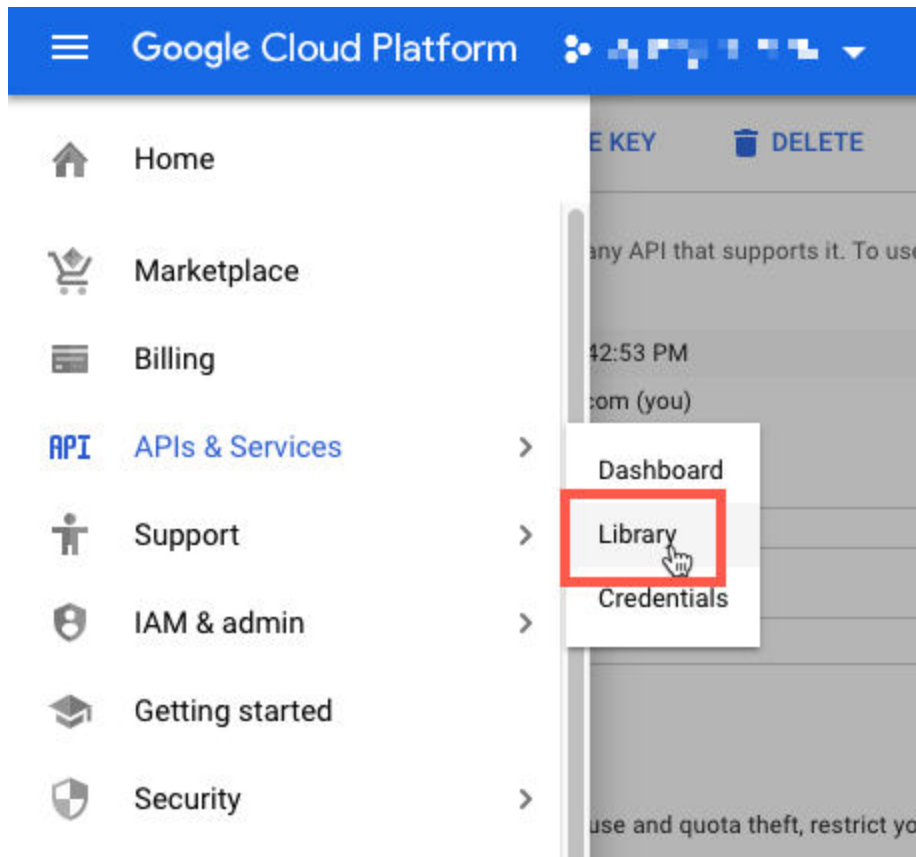 Google Cloud Platform
Home
E KEY
DELETE
any API that supports it. To use
Marketplace
42:53 PM
Billing
com (you)
API
APIs & Services
Dashboard
Support
Library
Credentials
IAM & admin
Getting started
Security
use and quota theft, restrict yo